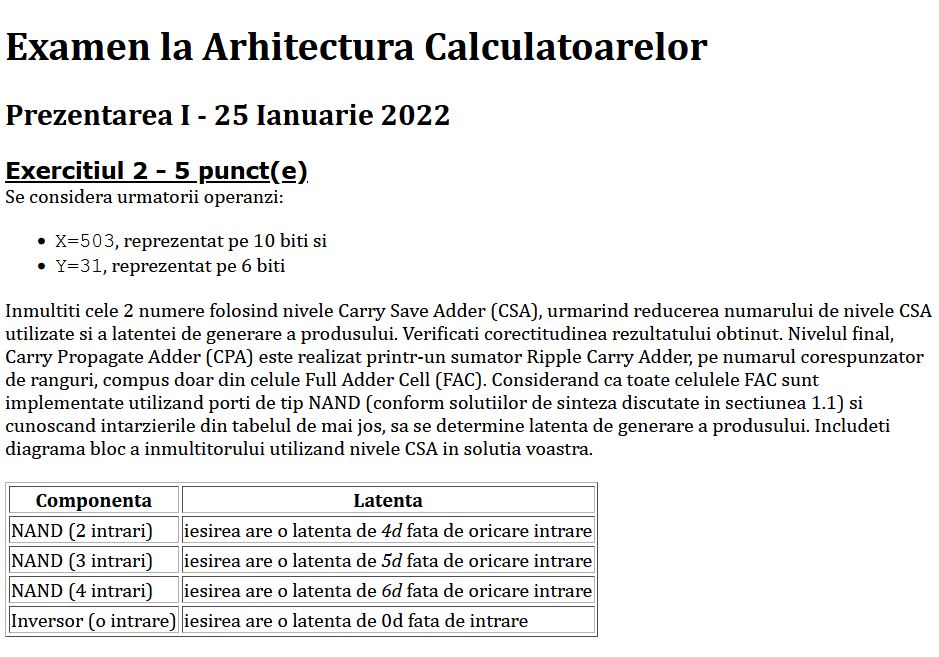 Examen la Arhitectura Calculatoarelor
Prezentarea I - 25 Ianuarie 2022
Exercitiul 2 – 5 punct(e)
Se considera urmatorii operanzi:
• X=503, reprezentat pe 10 biti si
• Y=31, reprezentat pe 6 biti
Inmultiti cele 2 numere folosind nivele Carry Save Adder (CSA), urmarind reducerea numarului de nivele CSA
utilizate si a latentei de generare a produsului. Verificati corectitudinea rezultatului obtinut. Nivelul final,
Carry Propagate Adder (CPA) este realizat printr-un sumator Ripple Carry Adder, pe numarul corespunzator
de ranguri, compus doar din celule Full Adder Cell (FAC). Considerand ca toate celulele FAC sunt
implementate utilizand porti de tip NAND (conform solutiilor de sinteza discutate in sectiunea 1.1) si
cunoscand intarzierile din tabelul de mai jos, sa se determine latenta de generare a produsului. Includeti
diagrama bloc a inmultitorului utilizand nivele CSA in solutia voastra.
Componenta Latenta
NAND (2 intrari) iesirea are o latenta de 4d fata de oricare intrare
NAND (3 intrari) iesirea are o latenta de 5d fata de oricare intrare
NAND (4 intrari) iesirea are o latenta de 6d fata de oricare intrare
Inversor (o intrare) iesirea are o latenta de 0d fata de intrare